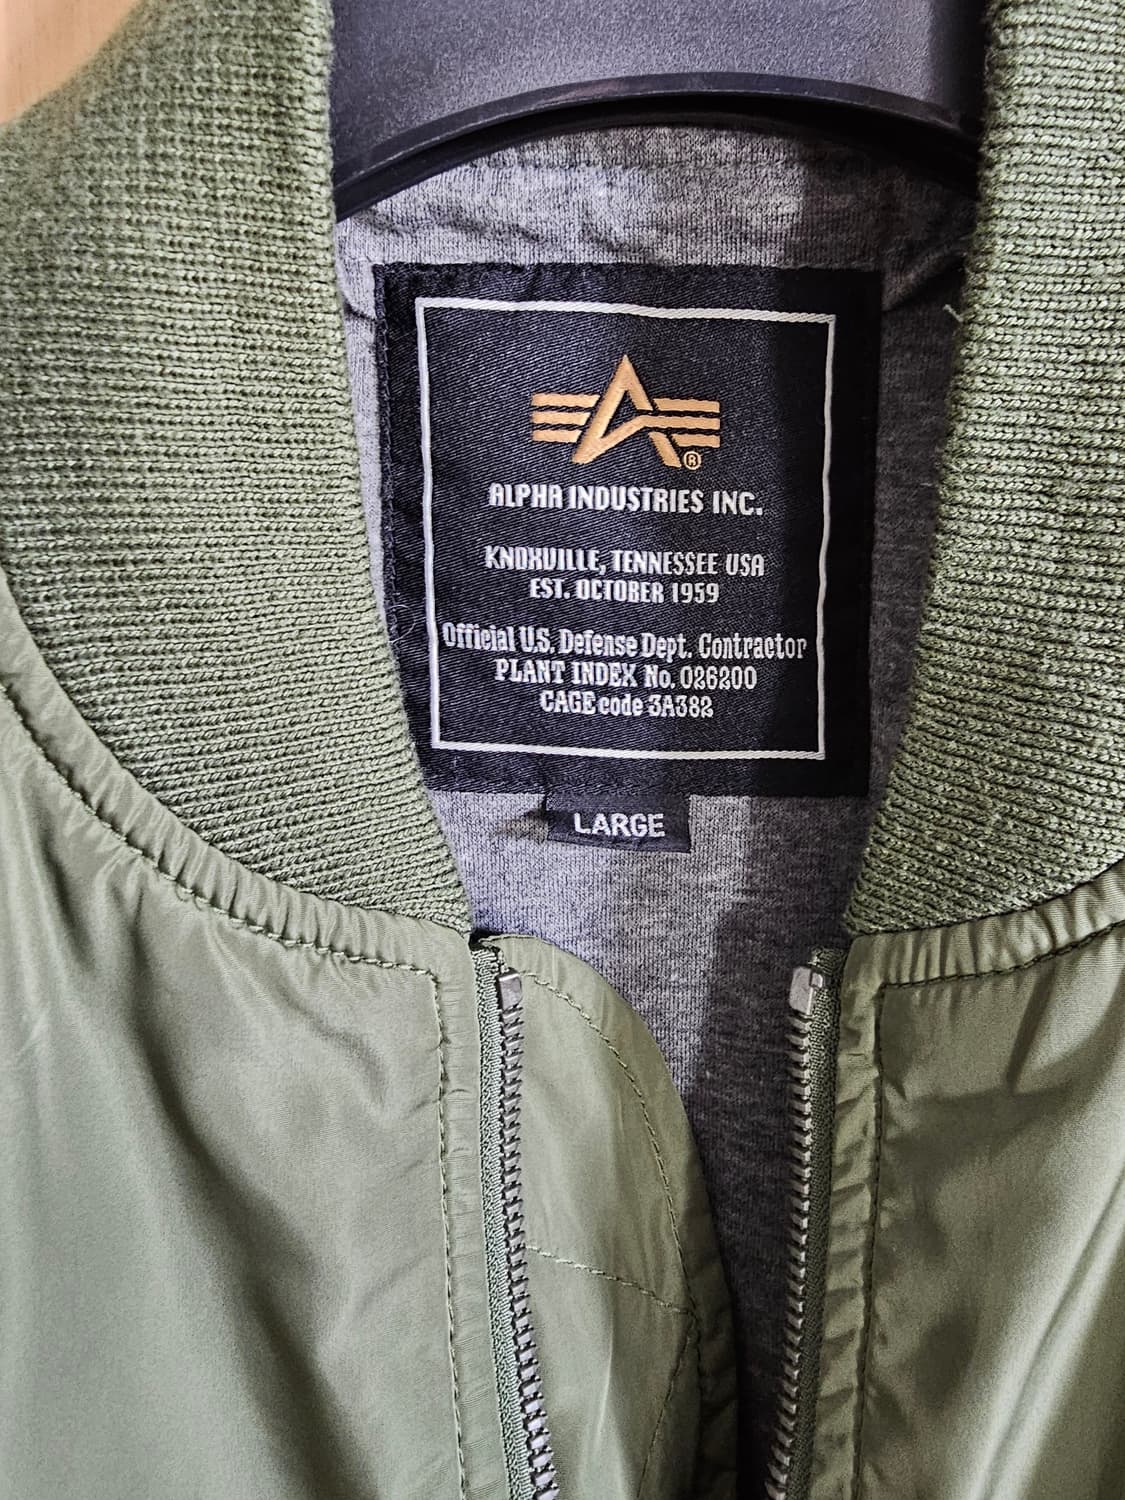 ®
ALPHA INDUSTRIES INC.
KNOXVILLE, TENNESSEE USA
EST. OCTOBER 1959
Official U.S. Defense Dept. Contractor
PLANT INDEX No. 026200
CAGE code 3A382
LARGE